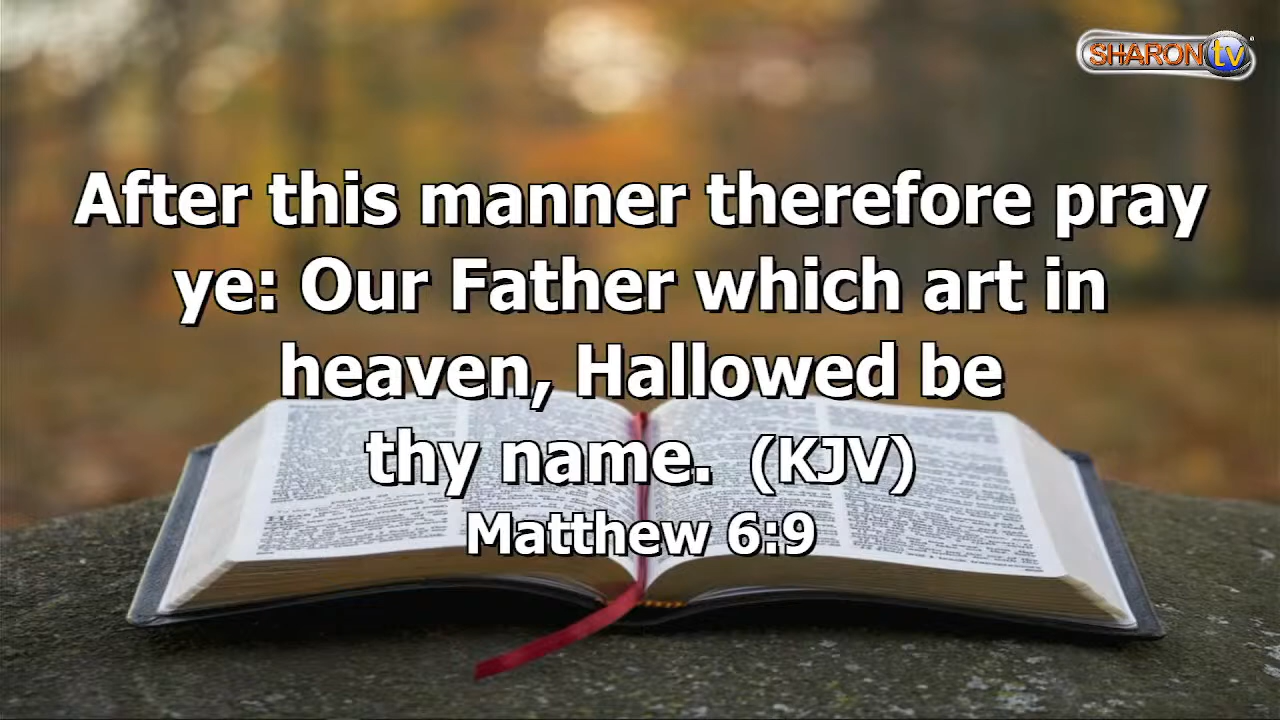 SHARON tv
After this manner therefore pray
ye: Our Father which art in
heaven, Hallowed be
thy name. (KJV)
Matthew 6:9